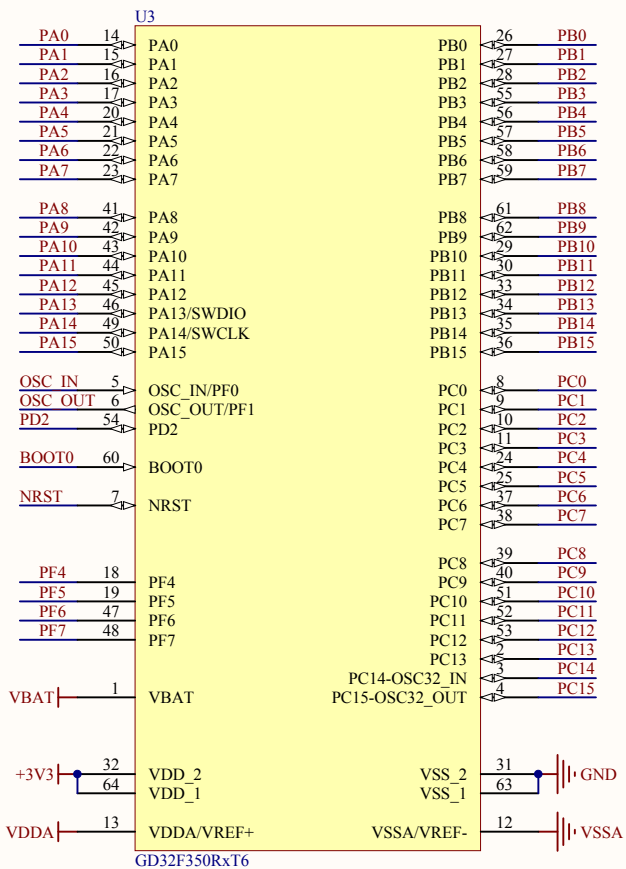 U3
PA0 14 PA0 PB0 26 PB0
PA1 15 PA1 PB1 27 PB1
PA2 16 PA2 PB2 28 PB2
PA3 17 PA3 PB3 55 PB3
PA4 20 PA4 PB4 56 PB4
PA5 21 PA5 PB5 57 PB5
PA6 22 PA6 PB6 58 PB6
PA7 23 PA7 PB7 59 PB7
PA8 41 PA8 PB8 61 PB8
PA9 42 PA9 PB9 62 PB9
PA10 43 PA10 PB10 29 PB10
PA11 44 PA11 PB11 30 PB11
PA12 45 PA12 PB12 33 PB12
PA13 46 PA13/SWDIO PB13 34 PB13
PA14 49 PA14/SWCLK PB14 35 PB14
PA15 50 PA15 PB15 36 PB15
OSC_IN 5 OSC_IN/PF0 PC0 8 PC0
OSC_OUT 6 OSC_OUT/PF1 PC1 9 PC1
PD2 54 PD2 PC2 10 PC2
PC3 11 PC3
BOOT0 60 BOOT0 PC4 24 PC4
PC5 25 PC5
NRST 7 NRST PC6 37 PC6
PC7 38 PC7
PC8 39 PC8
PF4 18 PF4 PC9 40 PC9
PF5 19 PF5 PC10 51 PC10
PF6 47 PF6 PC11 52 PC11
PF7 48 PF7 PC12 53 PC12
PC13 2 PC13
PC14-OSC32_IN 3 PC14
VBAT 1 VBAT PC15-OSC32_OUT 4 PC15
+3V3 32 VDD_2 VSS_2 31 GND
64 VDD_1 VSS_1 63
VDDA 13 VDDA/VREF+ VSSA/VREF- 12 VSSA
GD32F350RxT6